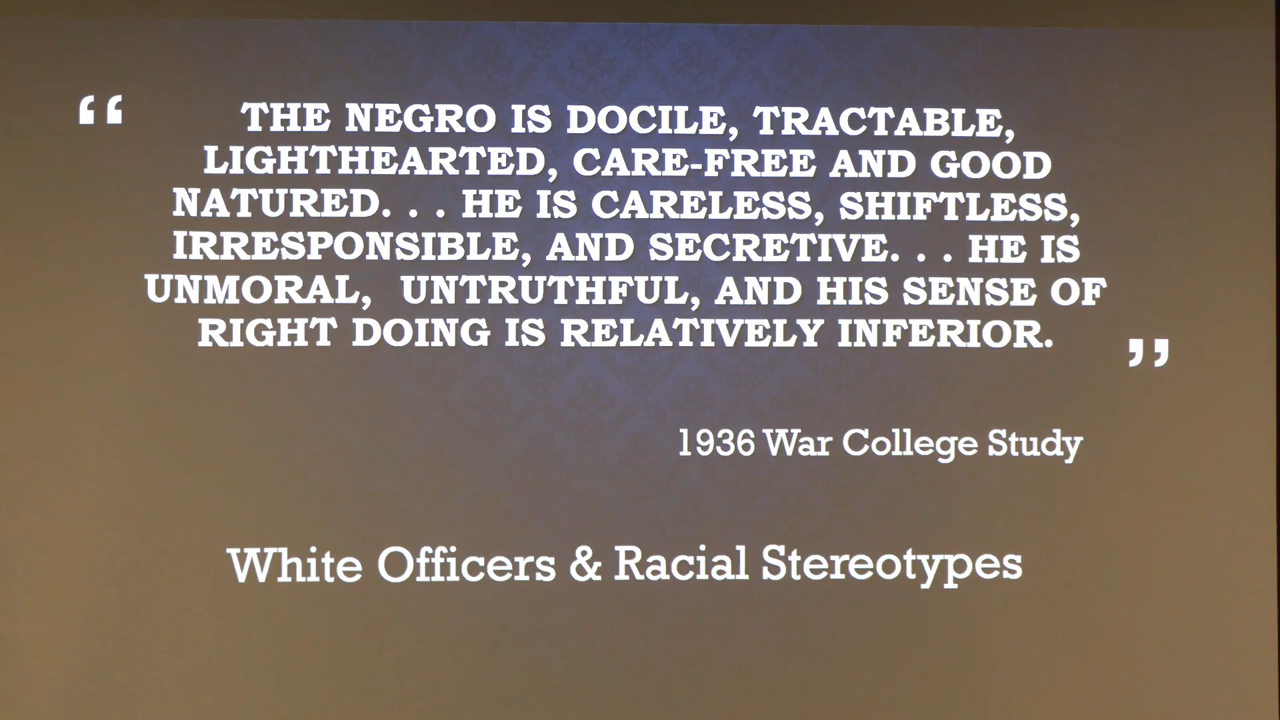 “
THE NEGRO IS DOCILE, TRACTABLE,
LIGHTHEARTED, CARE-FREE AND GOOD
NATURED. . . HE IS CARELESS, SHIFTLESS,
IRRESPONSIBLE, AND SECRETIVE. . . HE IS
UNMORAL,  UNTRUTHFUL, AND HIS SENSE OF
RIGHT DOING IS RELATIVELY INFERIOR.
”
1936 War College Study
White Officers & Racial Stereotypes